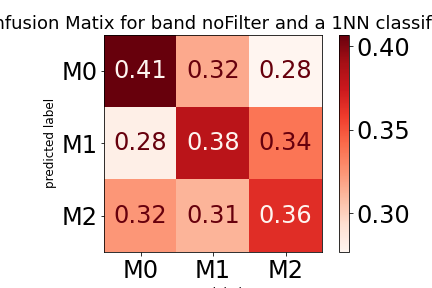 nfusion Matix for band noFilter and a 1NN classif
M0 0.41 0.32 0.28 0.40
M1 0.28 0.38 0.34 0.35
M2 0.32 0.31 0.36 0.30
predicted label
M0 M1 M2